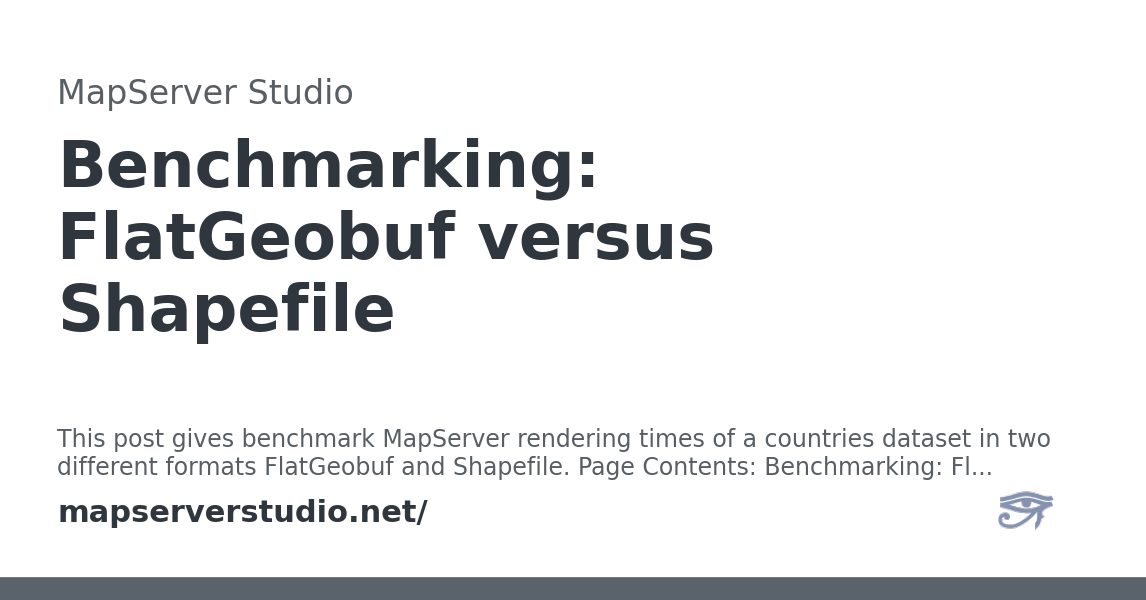 MapServer Studio
Benchmarking:
FlatGeobuf versus
Shapefile
This post gives benchmark MapServer rendering times of a countries dataset in two
different formats FlatGeobuf and Shapefile. Page Contents: Benchmarking: Fl...
mapserverstudio.net/